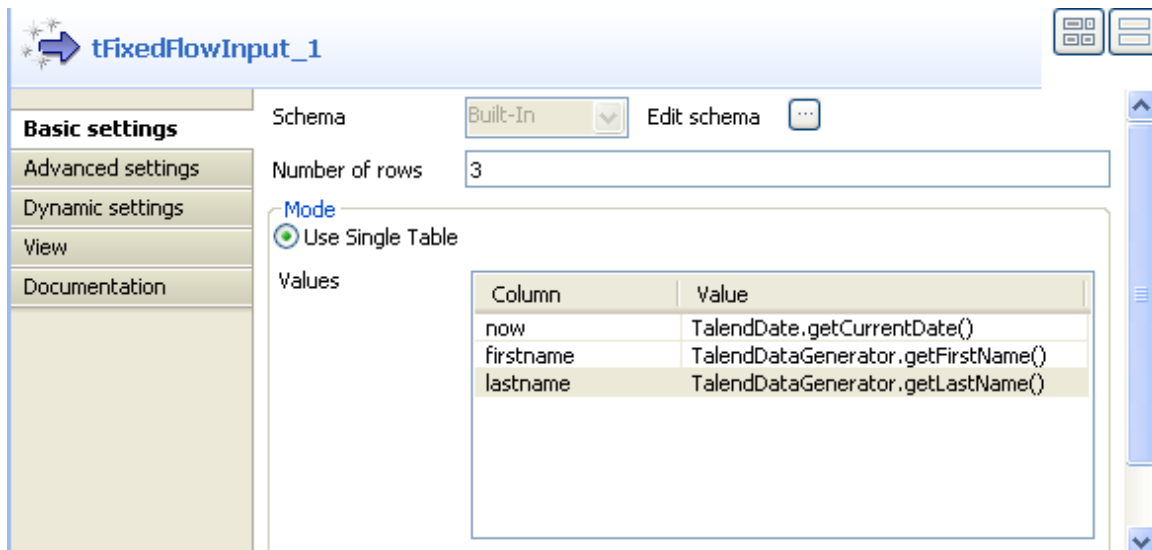 tFixedFlowInput_1
Basic settings
Advanced settings
Dynamic settings
View
Documentation
Schema Built-In Edit schema ...
Number of rows 3
Mode
Use Single Table
Values
Column Value
now TalendDate.getCurrentDate()
firstname TalendDataGenerator.getFirstName()
lastname TalendDataGenerator.getLastName()